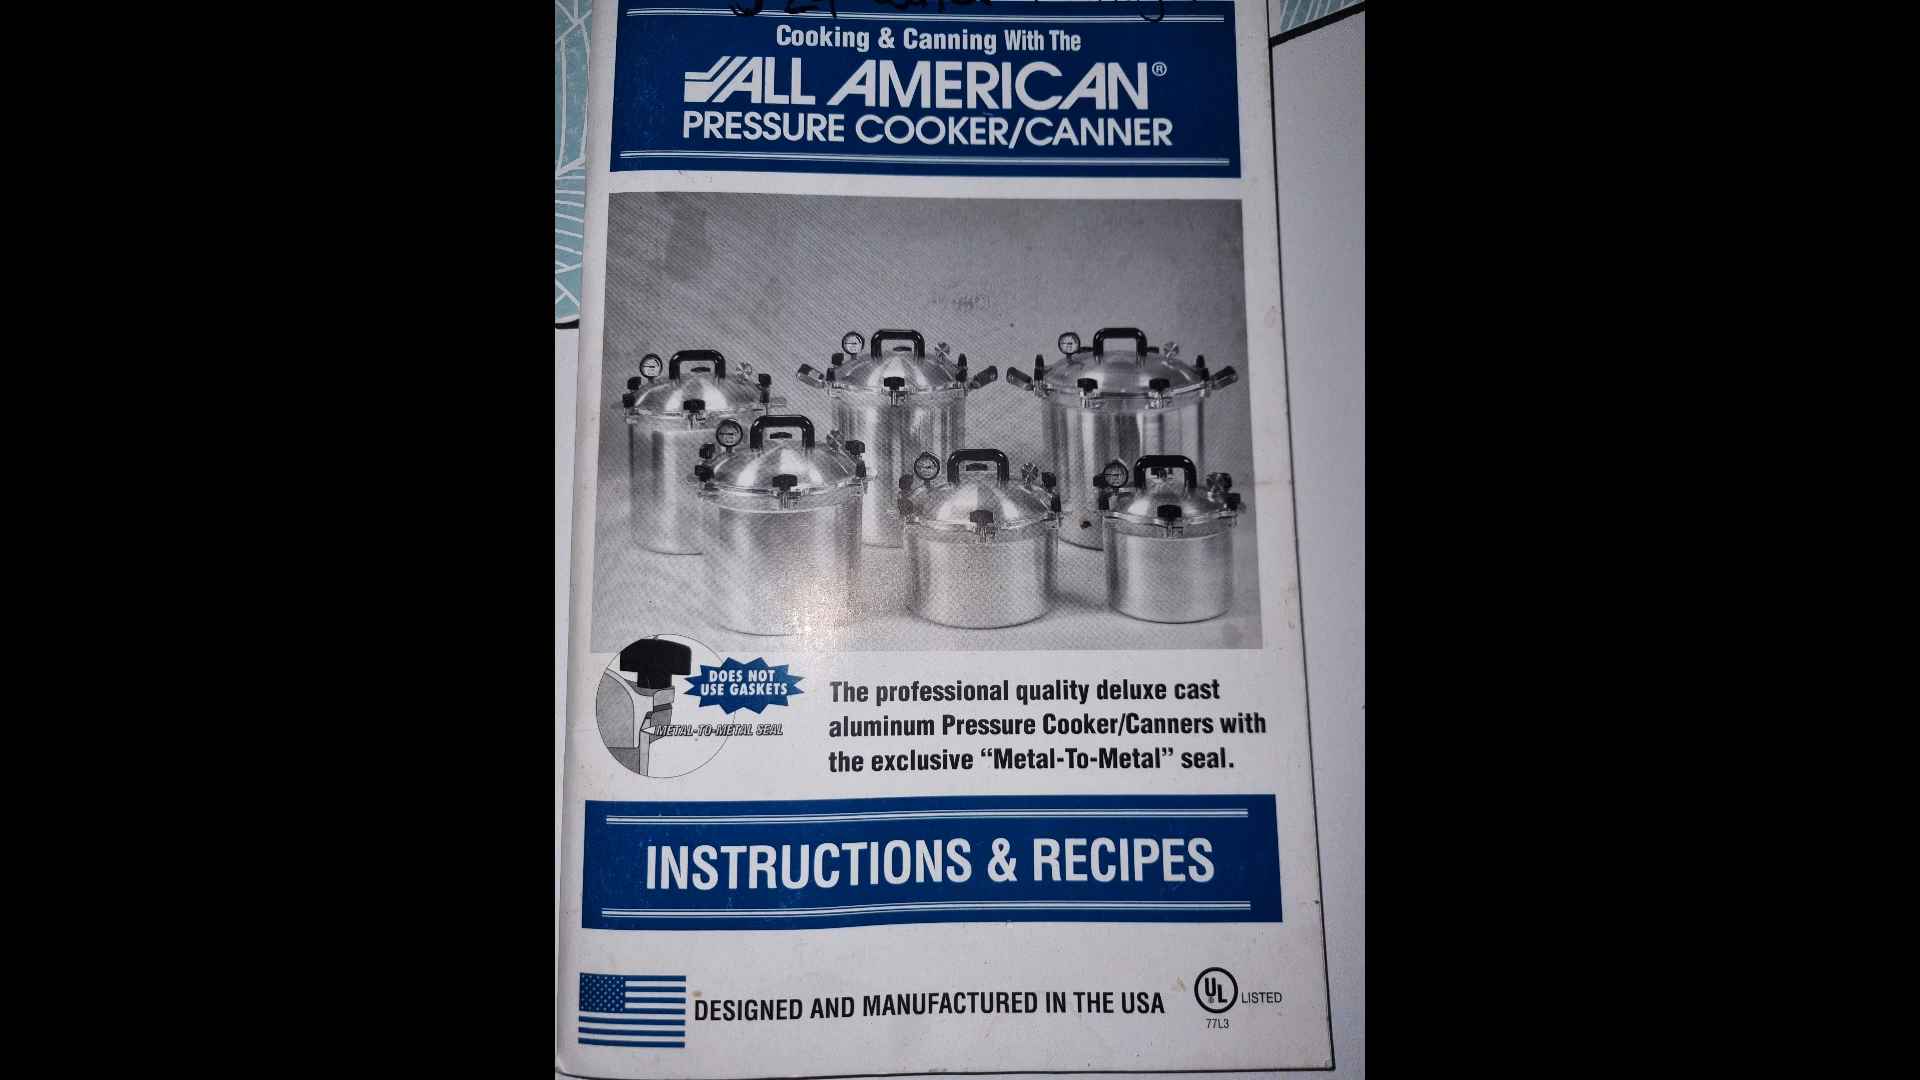 Cooking & Canning With The
ALL AMERICAN®
PRESSURE COOKER/CANNER
DOES NOT
USE GASKETS
METAL-TO-METAL SEAL
The professional quality deluxe cast
aluminum Pressure Cooker/Canners with
the exclusive “Metal-To-Metal” seal.
INSTRUCTIONS & RECIPES
DESIGNED AND MANUFACTURED IN THE USA
UL® LISTED
77L3